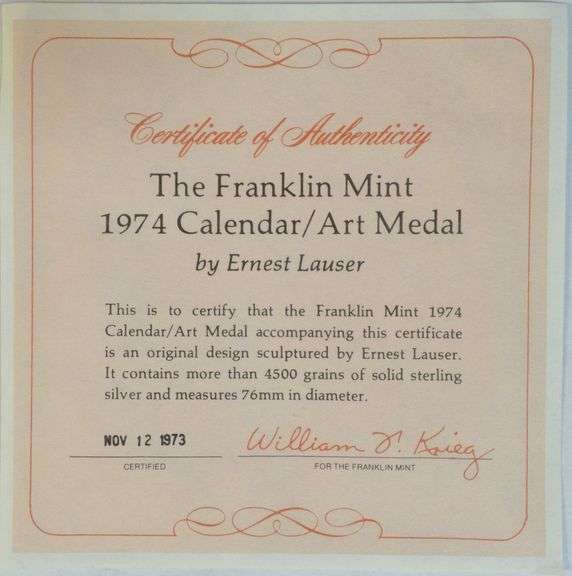 Certificate of Authenticity
The Franklin Mint
1974 Calendar/Art Medal
by Ernest Lauser
This is to certify that the Franklin Mint 1974
Calendar/Art Medal accompanying this certificate
is an original design sculptured by Ernest Lauser.
It contains more than 4500 grains of solid sterling
silver and measures 76mm in diameter.
NOV 12 1973 William T. Krieg
CERTIFIED FOR THE FRANKLIN MINT